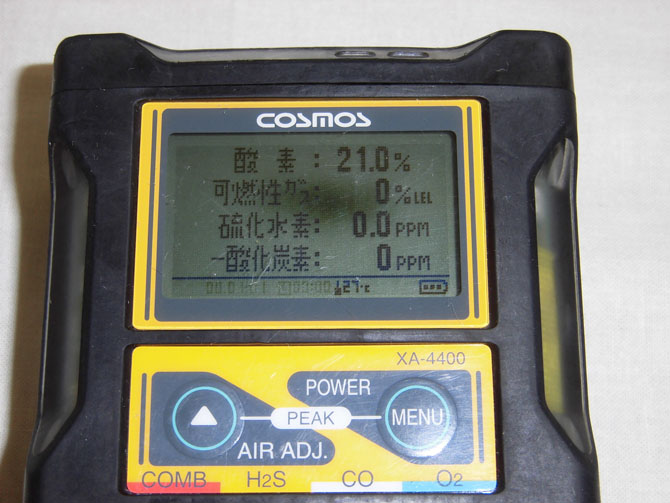 COSMOS
酸素:21.0%
可燃性ガス:0%LEL
硫化水素:0.0PPM
一酸化炭素:0PPM
27℃
XA-4400
POWER
PEAK
MENU
AIR ADJ.
COMB H2S CO O2